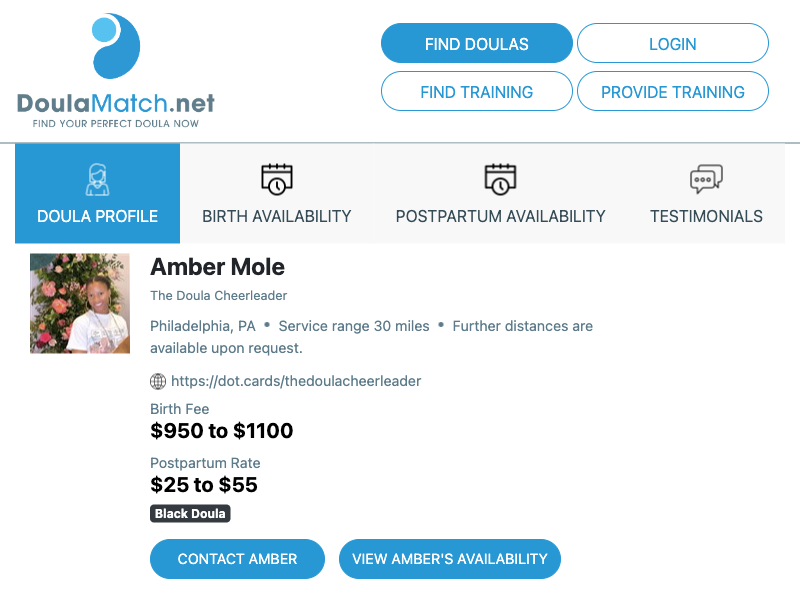 FIND DOULAS
LOGIN
FIND TRAINING
PROVIDE TRAINING
DoulaMatch.net
FIND YOUR PERFECT DOULA NOW
DOULA PROFILE
BIRTH AVAILABILITY
POSTPARTUM AVAILABILITY
TESTIMONIALS
Amber Mole
The Doula Cheerleader
Philadelphia, PA • Service range 30 miles • Further distances are
available upon request.
https://dot.cards/thedoulacheerleader
Birth Fee
$950 to $1100
Postpartum Rate
$25 to $55
Black Doula
CONTACT AMBER
VIEW AMBER'S AVAILABILITY